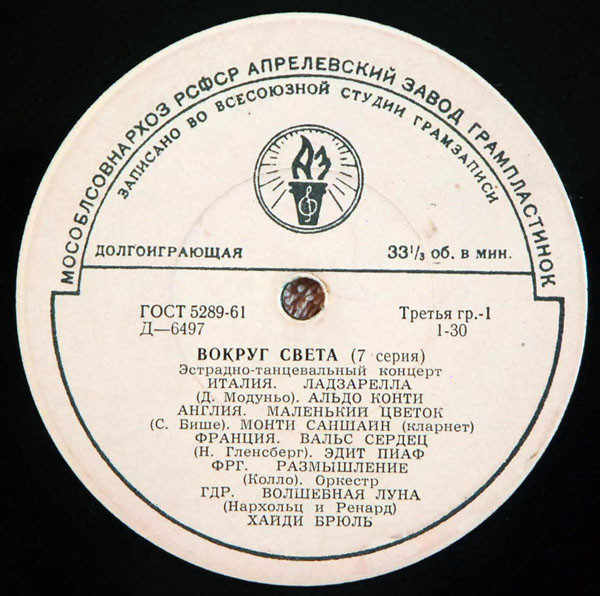 МОСОБЛСОВНАРХОЗ РСФСР АПРЕЛЕВСКИЙ ЗАВОД ГРАМПЛАСТИНОК
ЗАПИСАНО ВО ВСЕСОЮЗНОЙ СТУДИИ ГРАМЗАПИСИ
АЗ
ДОЛГОИГРАЮЩАЯ 33⅓ об. в мин.
ГОСТ 5289-61 Третья гр.-1
Д—6497 1-30
ВОКРУГ СВЕТА (7 серия)
Эстрадно-танцевальный концерт
ИТАЛИЯ. ЛАДЗАРЕЛЛА
(Д. Модуньо). АЛЬДО КОНТИ
АНГЛИЯ. МАЛЕНЬКИЙ ЦВЕТОК
(С. Бише). МОНТИ САНШАИН (кларнет)
ФРАНЦИЯ. ВАЛЬС СЕРДЕЦ
(Н. Гленсберг). ЭДИТ ПИАФ
ФРГ. РАЗМЫШЛЕНИЕ
(Колло). Оркестр
ГДР. ВОЛШЕБНАЯ ЛУНА
(Нархольц и Ренард)
ХАЙДИ БРЮЛЬ